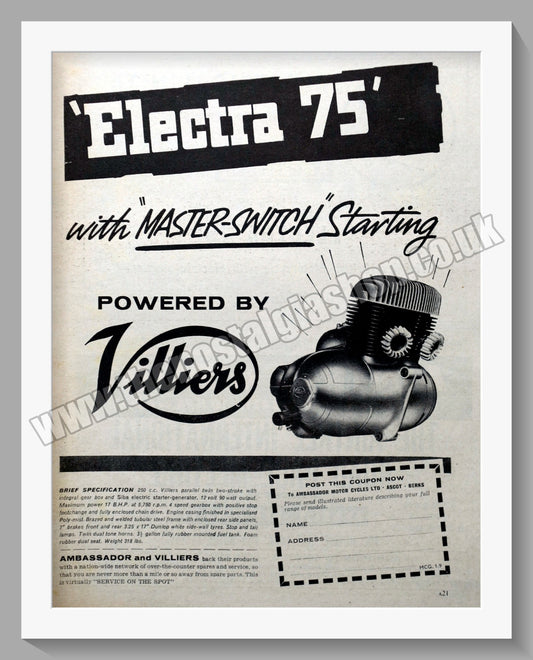 'Electra 75'
with "MASTER-SWITCH" Starting
POWERED BY
Villiers
www.thenostalgiashop.co.uk
BRIEF SPECIFICATION 250 c.c. Villiers parallel twin two-stroke with
integral gear box and Siba electric starter-generator, 12 volt 90 watt output.
Maximum power 17 B.H.P. at 5,750 r.p.m. 4 speed gearbox with positive stop
footchange and fully enclosed chain drive. Engine casing finished in specialised
Poly-mist. Brazed and welded tubular steel frame with enclosed rear side panels,
7" brakes front and rear 3.25 x 17" Dunlop white side-wall tyres. Stop and tail
lamps. Twin dual tone horns. 3½ gallon fully rubber mounted fuel tank. Foam
rubber dual seat. Weight 318 lbs.
AMBASSADOR and VILLIERS back their products
with a nation-wide network of over-the-counter spares and service, so
that you are never more than a mile or so away from spare parts. This
is virtually "SERVICE ON THE SPOT"
POST THIS COUPON NOW
To AMBASSADOR MOTOR CYCLES LTD · ASCOT · BERKS
Please send illustrated literature describing your full
range of models.
NAME
ADDRESS
MCG. 1.9
A21